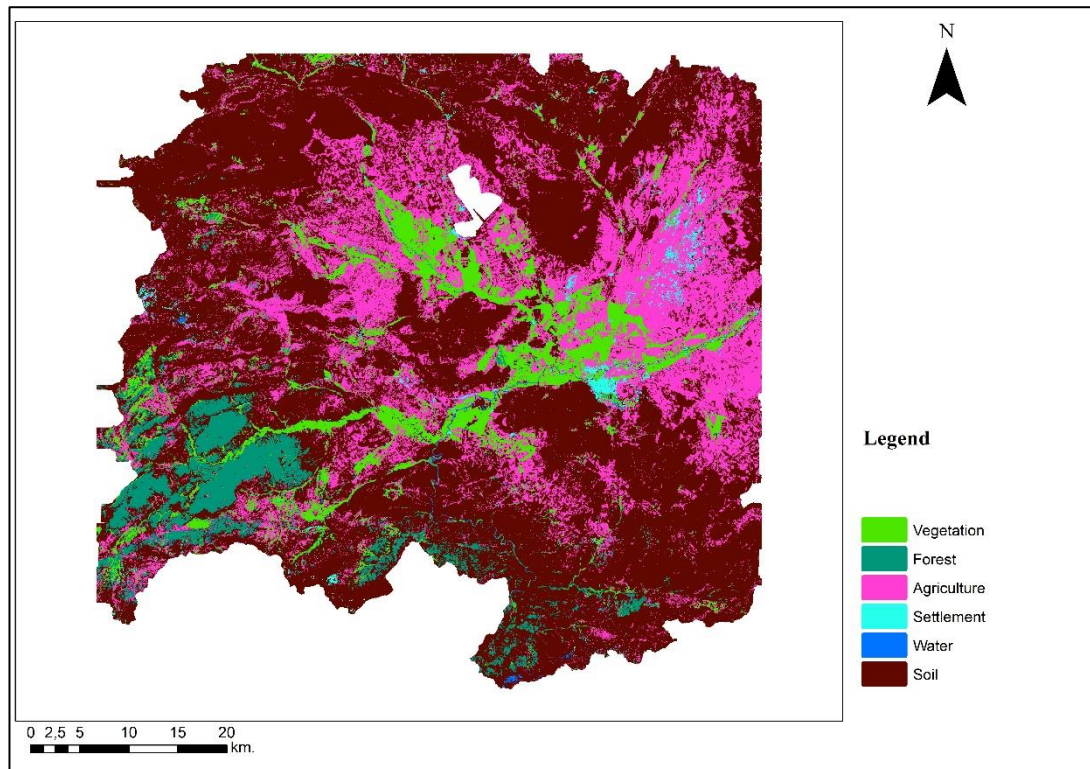 N
Legend
Vegetation
Forest
Agriculture
Settlement
Water
Soil
0 2,5 5 10 15 20
km.